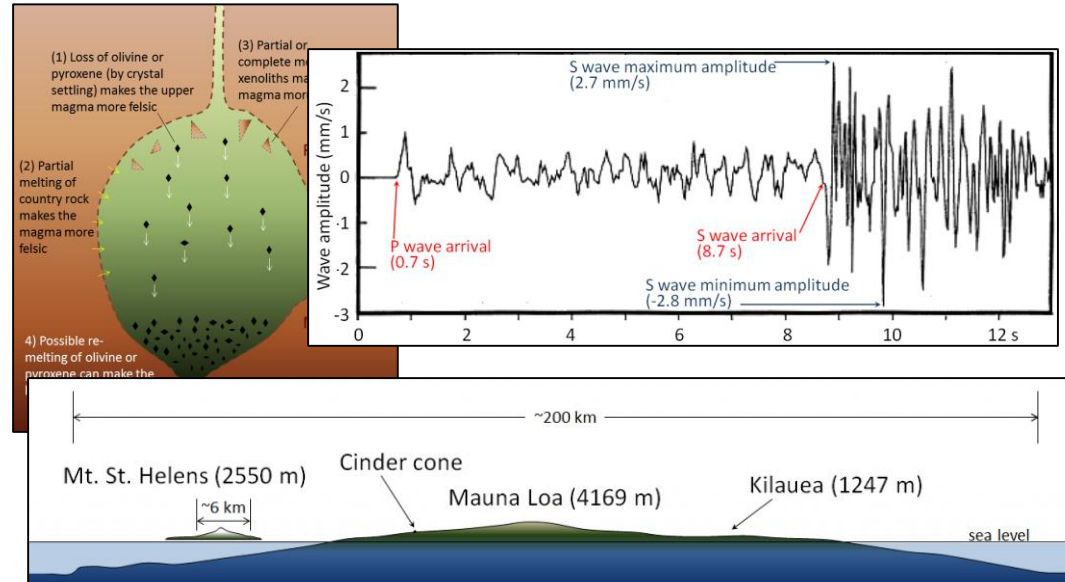 (1) Loss of olivine or
pyroxene (by crystal
settling) makes the upper
magma more felsic
(3) Partial or
complete
xenoliths
magma more
(2) Partial
melting of
country rock
makes the
magma more
felsic
4) Possible re-
melting of olivine or
pyroxene can make the
Wave amplitude (mm/s)
2
1
0
-1
-2
-3
S wave maximum amplitude
(2.7 mm/s)
P wave arrival
(0.7 s)
S wave arrival
(8.7 s)
S wave minimum amplitude
(-2.8 mm/s)
0 2 4 6 8 10 12 s
~200 km
Mt. St. Helens (2550 m)
~6 km
Cinder cone
Mauna Loa (4169 m)
Kilauea (1247 m)
sea level